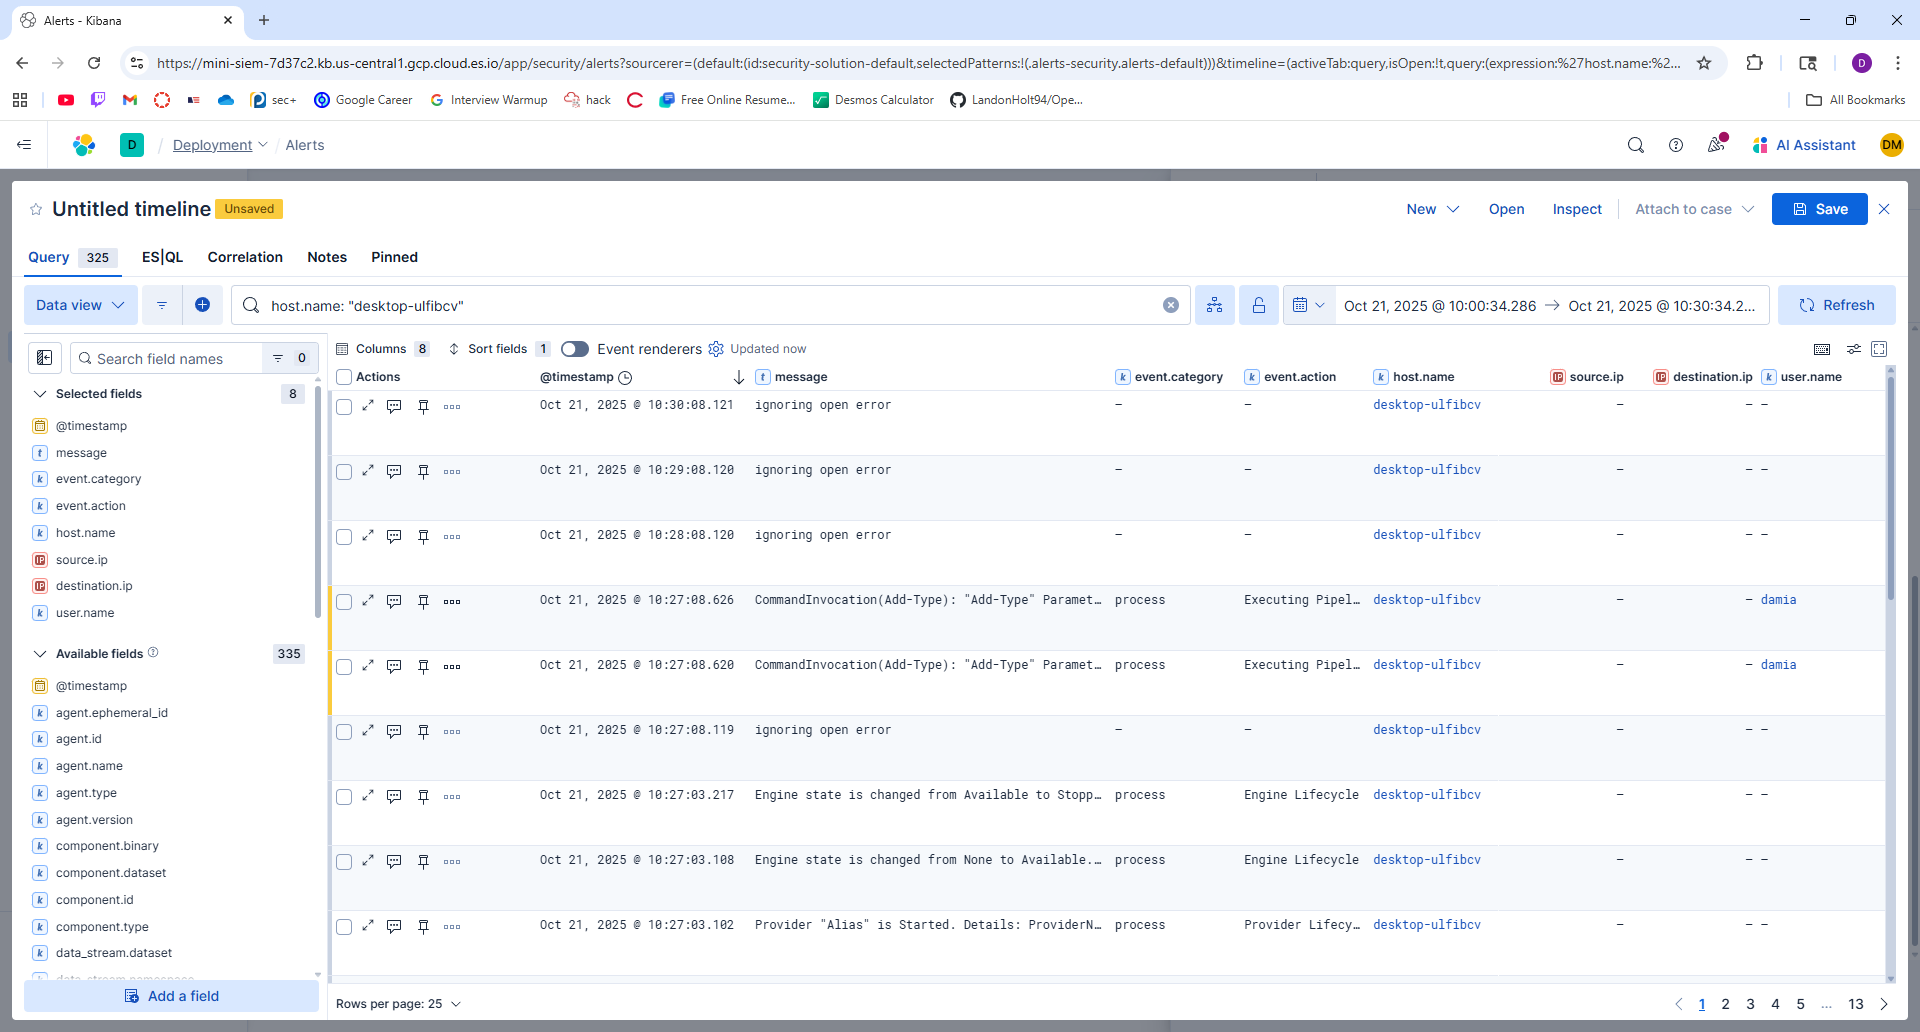 Alerts - Kibana
https://mini-siem-7d37c2.kb.us-central1.gcp.cloud.es.io/app/security/alerts?sourcerer=(default:(id:security-solution-default,selectedPatterns:!(.alerts-security.alerts-default)))&timeline=(activeTab:query,isOpen:!t,query:(expression:%27host.name:%2...
D
sec+ Google Career Interview Warmup hack Free Online Resume... Desmos Calculator LandonHolt94/Ope... All Bookmarks
D / Deployment / Alerts AI Assistant DM
Untitled timeline Unsaved New Open Inspect Attach to case Save
Query 325 ES|QL Correlation Notes Pinned
Data view host.name: "desktop-ulfibcv" Oct 21, 2025 @ 10:00:34.286 → Oct 21, 2025 @ 10:30:34.2... Refresh
Search field names 0
Columns 8 Sort fields 1 Event renderers Updated now
Actions @timestamp message event.category event.action host.name source.ip destination.ip user.name
Selected fields 8
@timestamp
message
event.category
event.action
host.name
source.ip
destination.ip
user.name
Available fields 335
@timestamp
agent.ephemeral_id
agent.id
agent.name
agent.type
agent.version
component.binary
component.dataset
component.id
component.type
data_stream.dataset
data_stream.namespace
Add a field
Oct 21, 2025 @ 10:30:08.121 ignoring open error – – desktop-ulfibcv – – –
Oct 21, 2025 @ 10:29:08.120 ignoring open error – – desktop-ulfibcv – – –
Oct 21, 2025 @ 10:28:08.120 ignoring open error – – desktop-ulfibcv – – –
Oct 21, 2025 @ 10:27:08.626 CommandInvocation(Add-Type): "Add-Type" Paramet... process Executing Pipel... desktop-ulfibcv – – damia
Oct 21, 2025 @ 10:27:08.620 CommandInvocation(Add-Type): "Add-Type" Paramet... process Executing Pipel... desktop-ulfibcv – – damia
Oct 21, 2025 @ 10:27:08.119 ignoring open error – – desktop-ulfibcv – – –
Oct 21, 2025 @ 10:27:03.217 Engine state is changed from Available to Stopp... process Engine Lifecycle desktop-ulfibcv – – –
Oct 21, 2025 @ 10:27:03.108 Engine state is changed from None to Available.... process Engine Lifecycle desktop-ulfibcv – – –
Oct 21, 2025 @ 10:27:03.102 Provider "Alias" is Started. Details: ProviderN... process Provider Lifecy... desktop-ulfibcv – – –
Rows per page: 25 1 2 3 4 5 ... 13